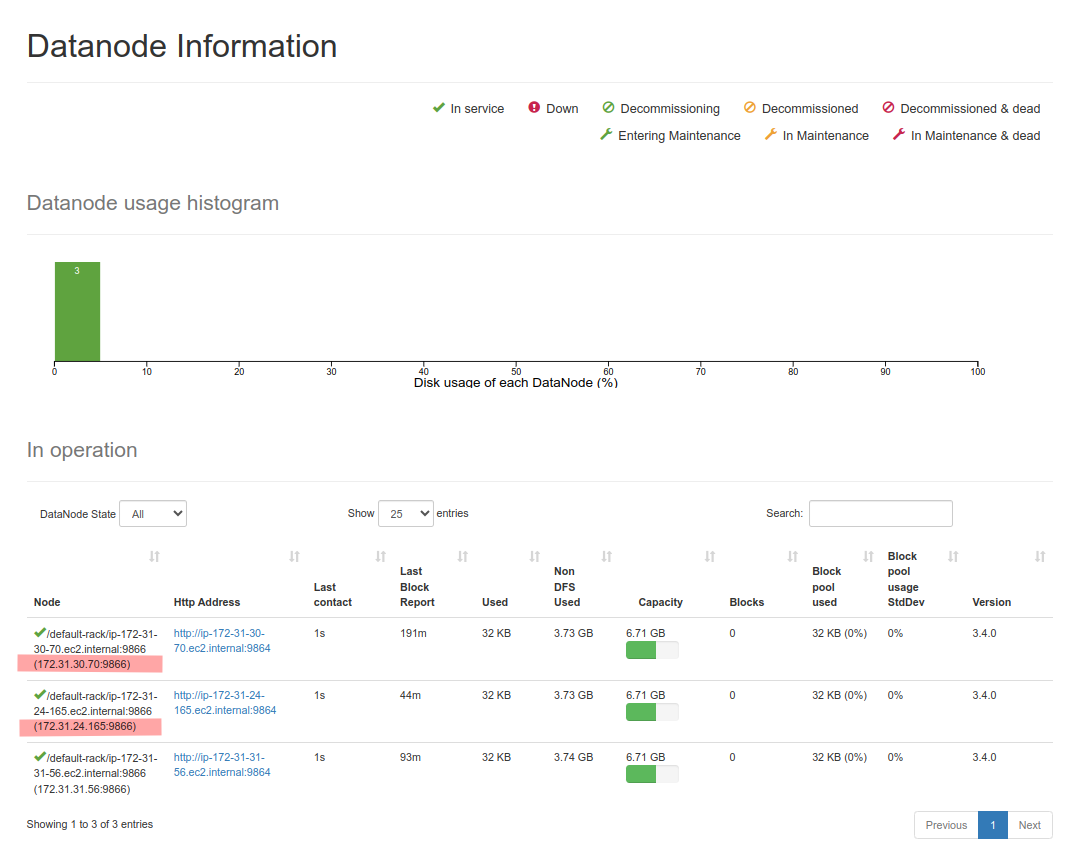 Datanode Information
In service Down Decommissioning Decommissioned Decommissioned & dead
Entering Maintenance In Maintenance In Maintenance & dead
Datanode usage histogram
3
0 10 20 30 40 50 60 70 80 90 100
Disk usage of each DataNode (%)
In operation
DataNode State All Show 25 entries Search:
Node Http Address Last contact Last Block Report Used Non DFS Used Capacity Blocks Block pool used Block pool usage StdDev Version
/default-rack/ip-172-31- http://ip-172-31-30- 1s 191m 32 KB 3.73 GB 6.71 GB 0 32 KB (0%) 0% 3.4.0
30-70.ec2.internal:9866 70.ec2.internal:9864
(172.31.30.70:9866)
/default-rack/ip-172-31- http://ip-172-31-24- 1s 44m 32 KB 3.73 GB 6.71 GB 0 32 KB (0%) 0% 3.4.0
24-165.ec2.internal:9866 165.ec2.internal:9864
(172.31.24.165:9866)
/default-rack/ip-172-31- http://ip-172-31-31- 1s 93m 32 KB 3.74 GB 6.71 GB 0 32 KB (0%) 0% 3.4.0
31-56.ec2.internal:9866 56.ec2.internal:9864
(172.31.31.56:9866)
Showing 1 to 3 of 3 entries Previous 1 Next